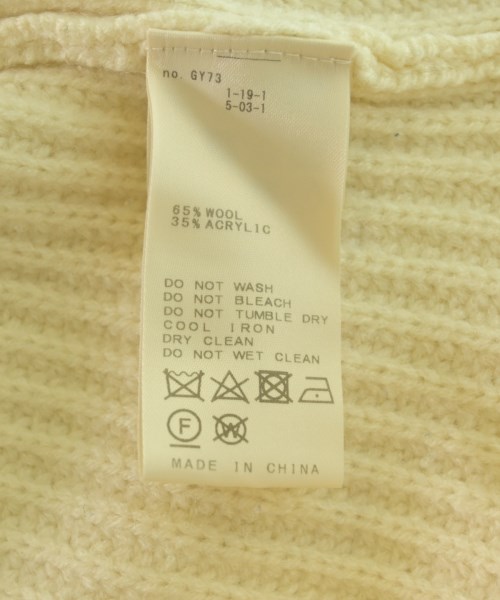 no. GY73
1-19-1
5-03-1
65% WOOL
35% ACRYLIC
DO NOT WASH
DO NOT BLEACH
DO NOT TUMBLE DRY
COOL IRON
DRY CLEAN
DO NOT WET CLEAN
F W
MADE IN CHINA